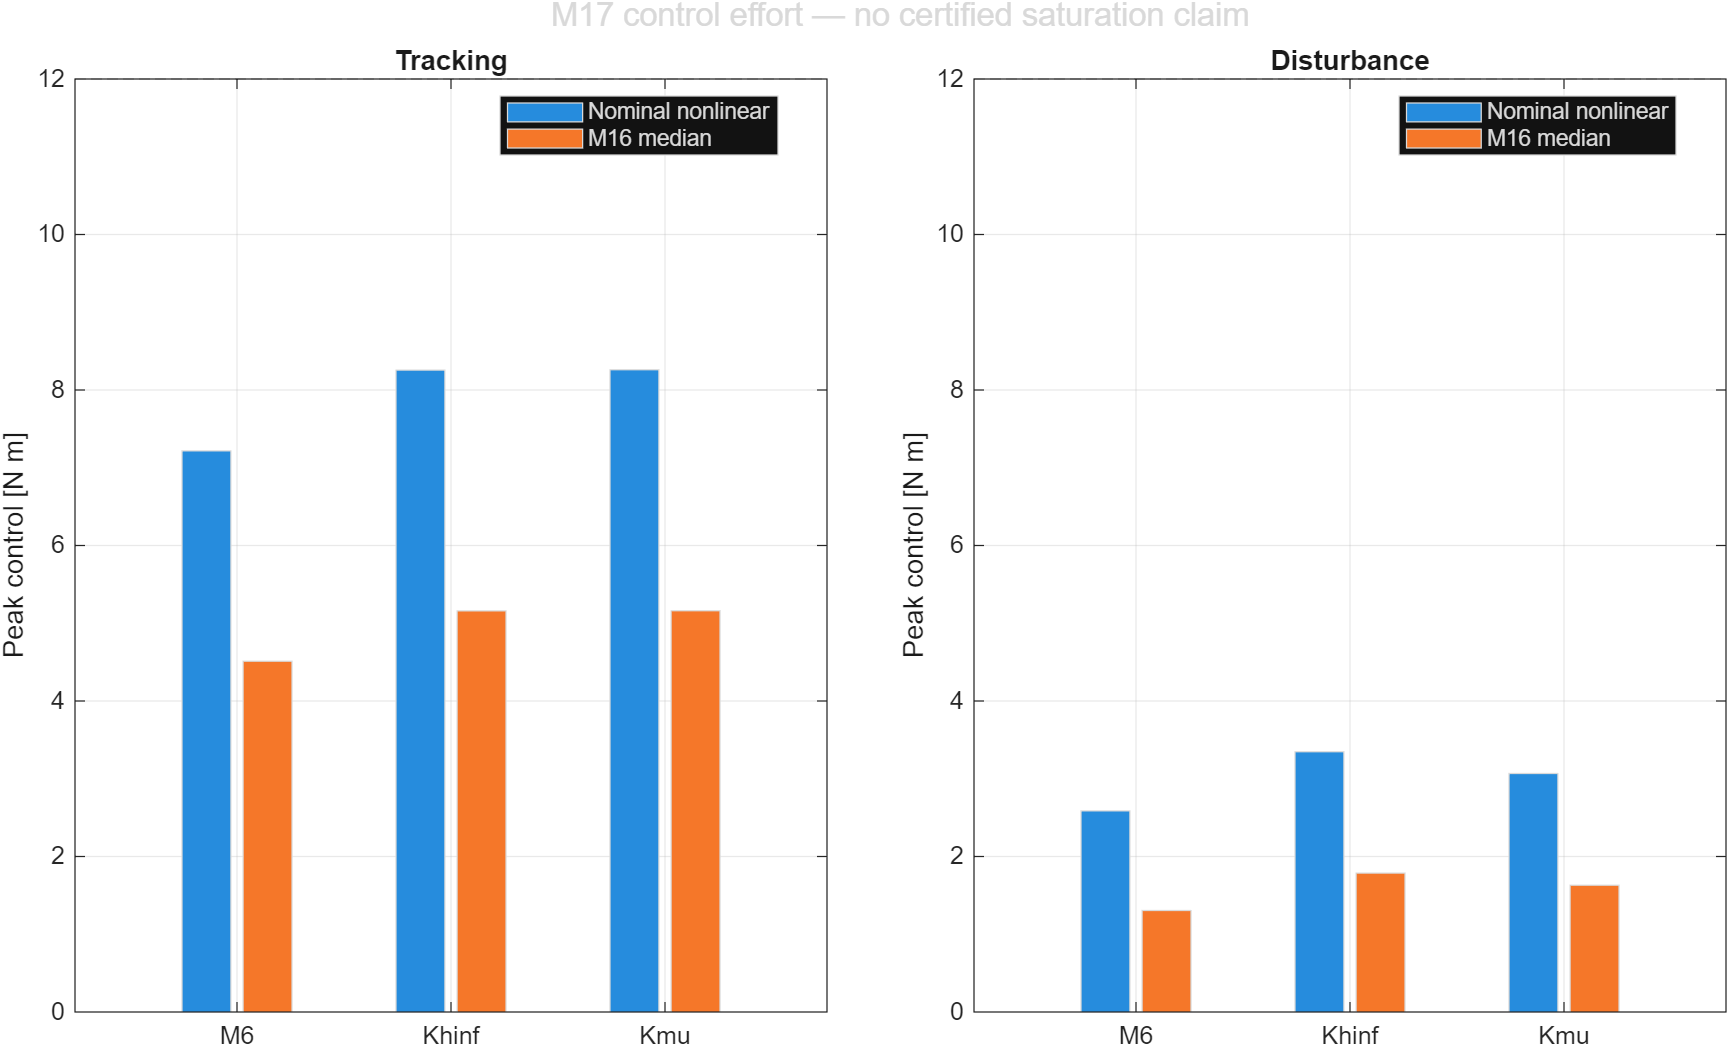 M17 control effort — no certified saturation claim
Tracking
Nominal nonlinear
M16 median
Peak control [N m]
12
10
8
6
4
2
0
M6
Khinf
Kmu
Disturbance
Nominal nonlinear
M16 median
Peak control [N m]
12
10
8
6
4
2
0
M6
Khinf
Kmu